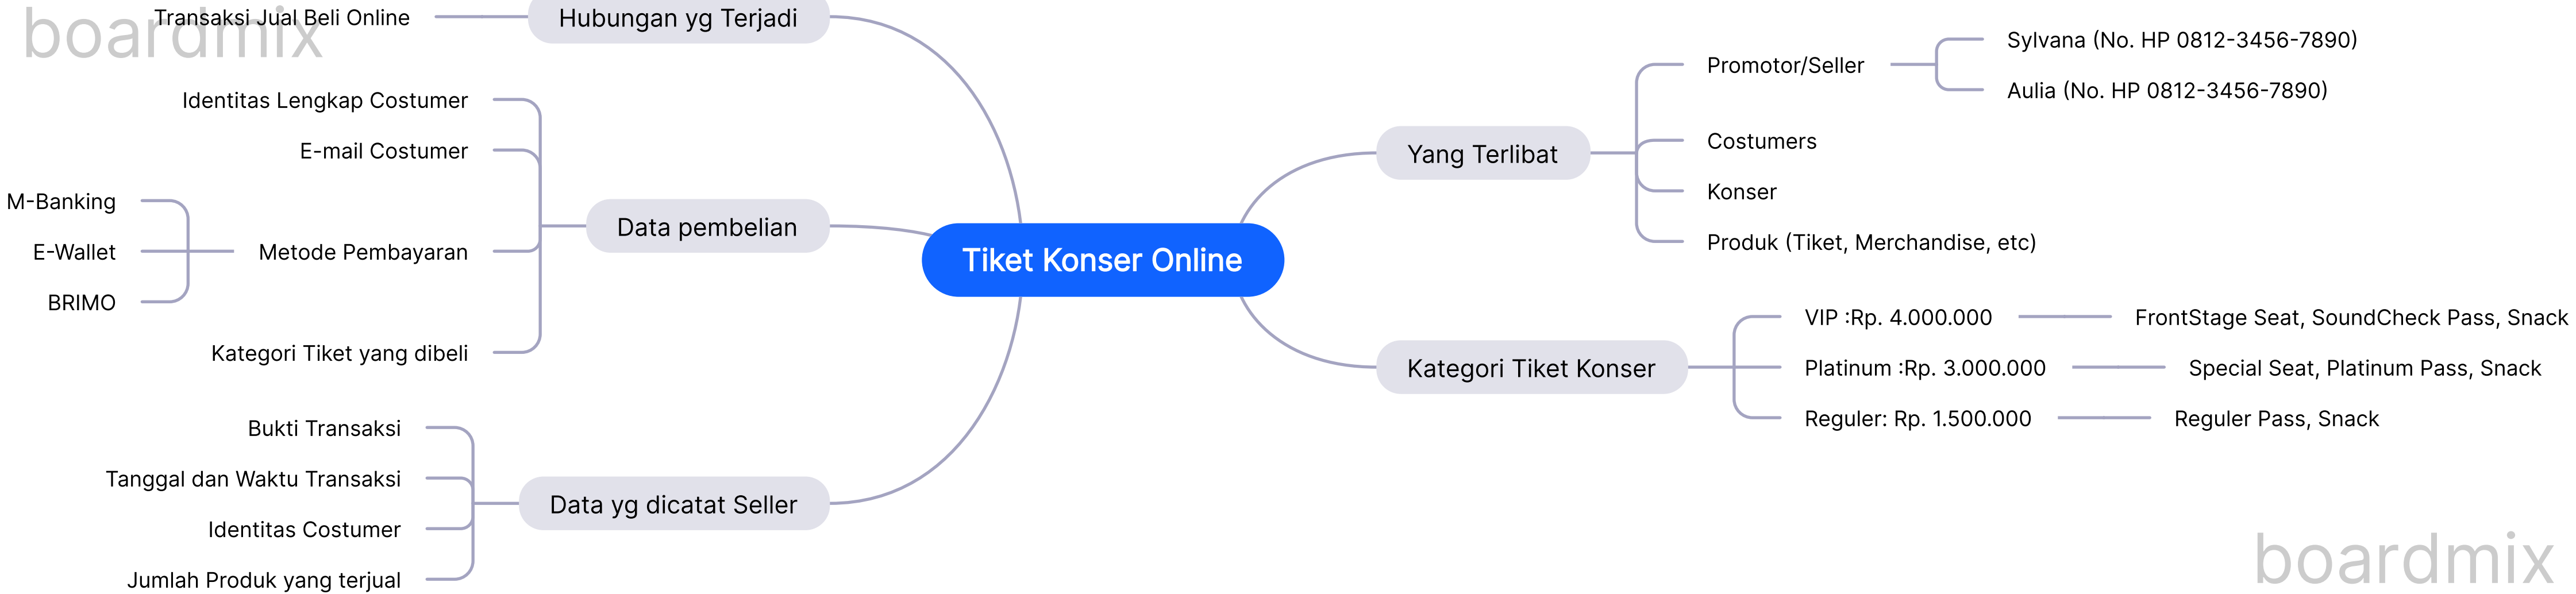 boardmix
Transaksi Jual Beli Online
Hubungan yg Terjadi
Identitas Lengkap Costumer
E-mail Costumer
M-Banking
E-Wallet
BRIMO
Metode Pembayaran
Kategori Tiket yang dibeli
Data pembelian
Bukti Transaksi
Tanggal dan Waktu Transaksi
Identitas Costumer
Jumlah Produk yang terjual
Data yg dicatat Seller
Tiket Konser Online
Yang Terlibat
Promotor/Seller
Sylvana (No. HP 0812-3456-7890)
Aulia (No. HP 0812-3456-7890)
Costumers
Konser
Produk (Tiket, Merchandise, etc)
Kategori Tiket Konser
VIP :Rp. 4.000.000
FrontStage Seat, SoundCheck Pass, Snack
Platinum :Rp. 3.000.000
Special Seat, Platinum Pass, Snack
Reguler: Rp. 1.500.000
Reguler Pass, Snack
boardmix